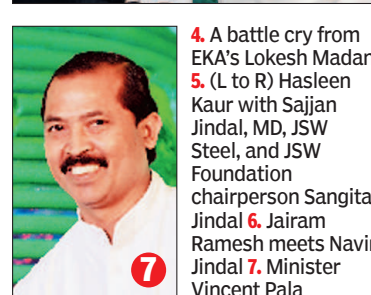 4. A battle cry from
EKA's Lokesh Madan
5. (L to R) Hasleen
Kaur with Sajjan
Jindal, MD, JSW
Steel, and JSW
Foundation
chairperson Sangita
Jindal 6. Jairam
Ramesh meets Navin
Jindal 7. Minister
Vincent Pala
7